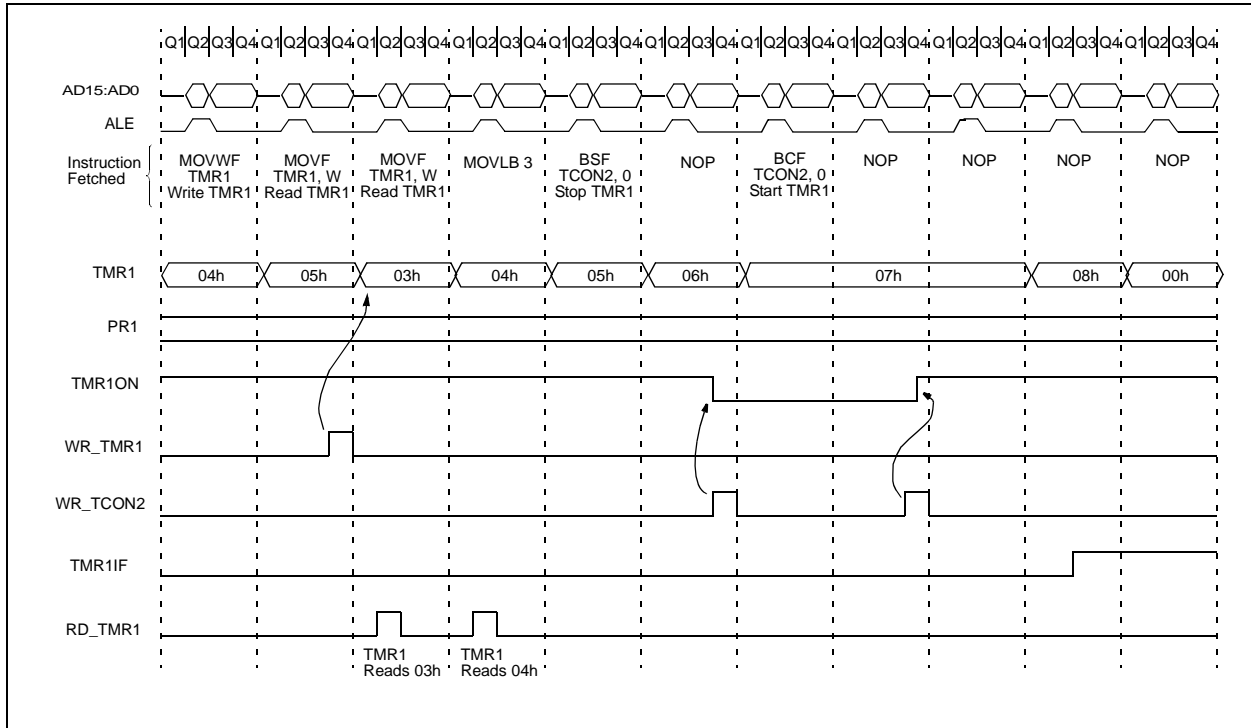 Q1 Q2 Q3 Q4 Q1 Q2 Q3 Q4 Q1 Q2 Q3 Q4 Q1 Q2 Q3 Q4 Q1 Q2 Q3 Q4 Q1 Q2 Q3 Q4 Q1 Q2 Q3 Q4 Q1 Q2 Q3 Q4 Q1 Q2 Q3 Q4 Q1 Q2 Q3 Q4 Q1 Q2 Q3 Q4
AD15:AD0
ALE
Instruction
Fetched
MOVWF
TMR1
Write TMR1
MOVF
TMR1, W
Read TMR1
MOVF
TMR1, W
Read TMR1
MOVLB 3
BSF
TCON2, 0
Stop TMR1
NOP
BCF
TCON2, 0
Start TMR1
NOP
NOP
NOP
NOP
TMR1
04h 05h 03h 04h 05h 06h 07h 08h 00h
PR1
TMR1ON
WR_TMR1
WR_TCON2
TMR1IF
RD_TMR1
TMR1
Reads 03h
TMR1
Reads 04h